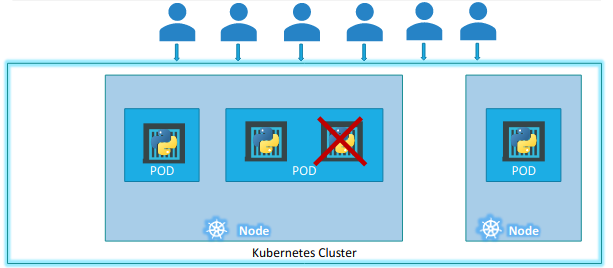 POD
POD
POD
Node
Node
Kubernetes Cluster